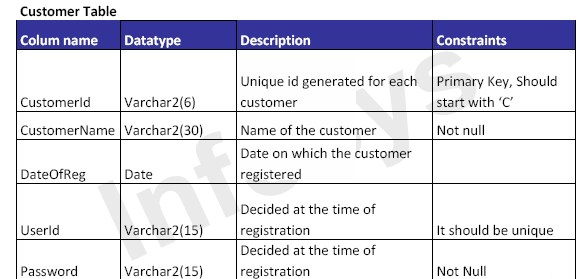 Customer Table
Colum name Datatype Description Constraints
Unique id generated for each Primary Key, Should
CustomerId Varchar2(6) customer start with ‘C’
CustomerName Varchar2(30) Name of the customer Not null
Date on which the customer
DateOfReg Date registered
Decided at the time of
UserId Varchar2(15) registration It should be unique
Decided at the time of
Password Varchar2(15) registration Not Null